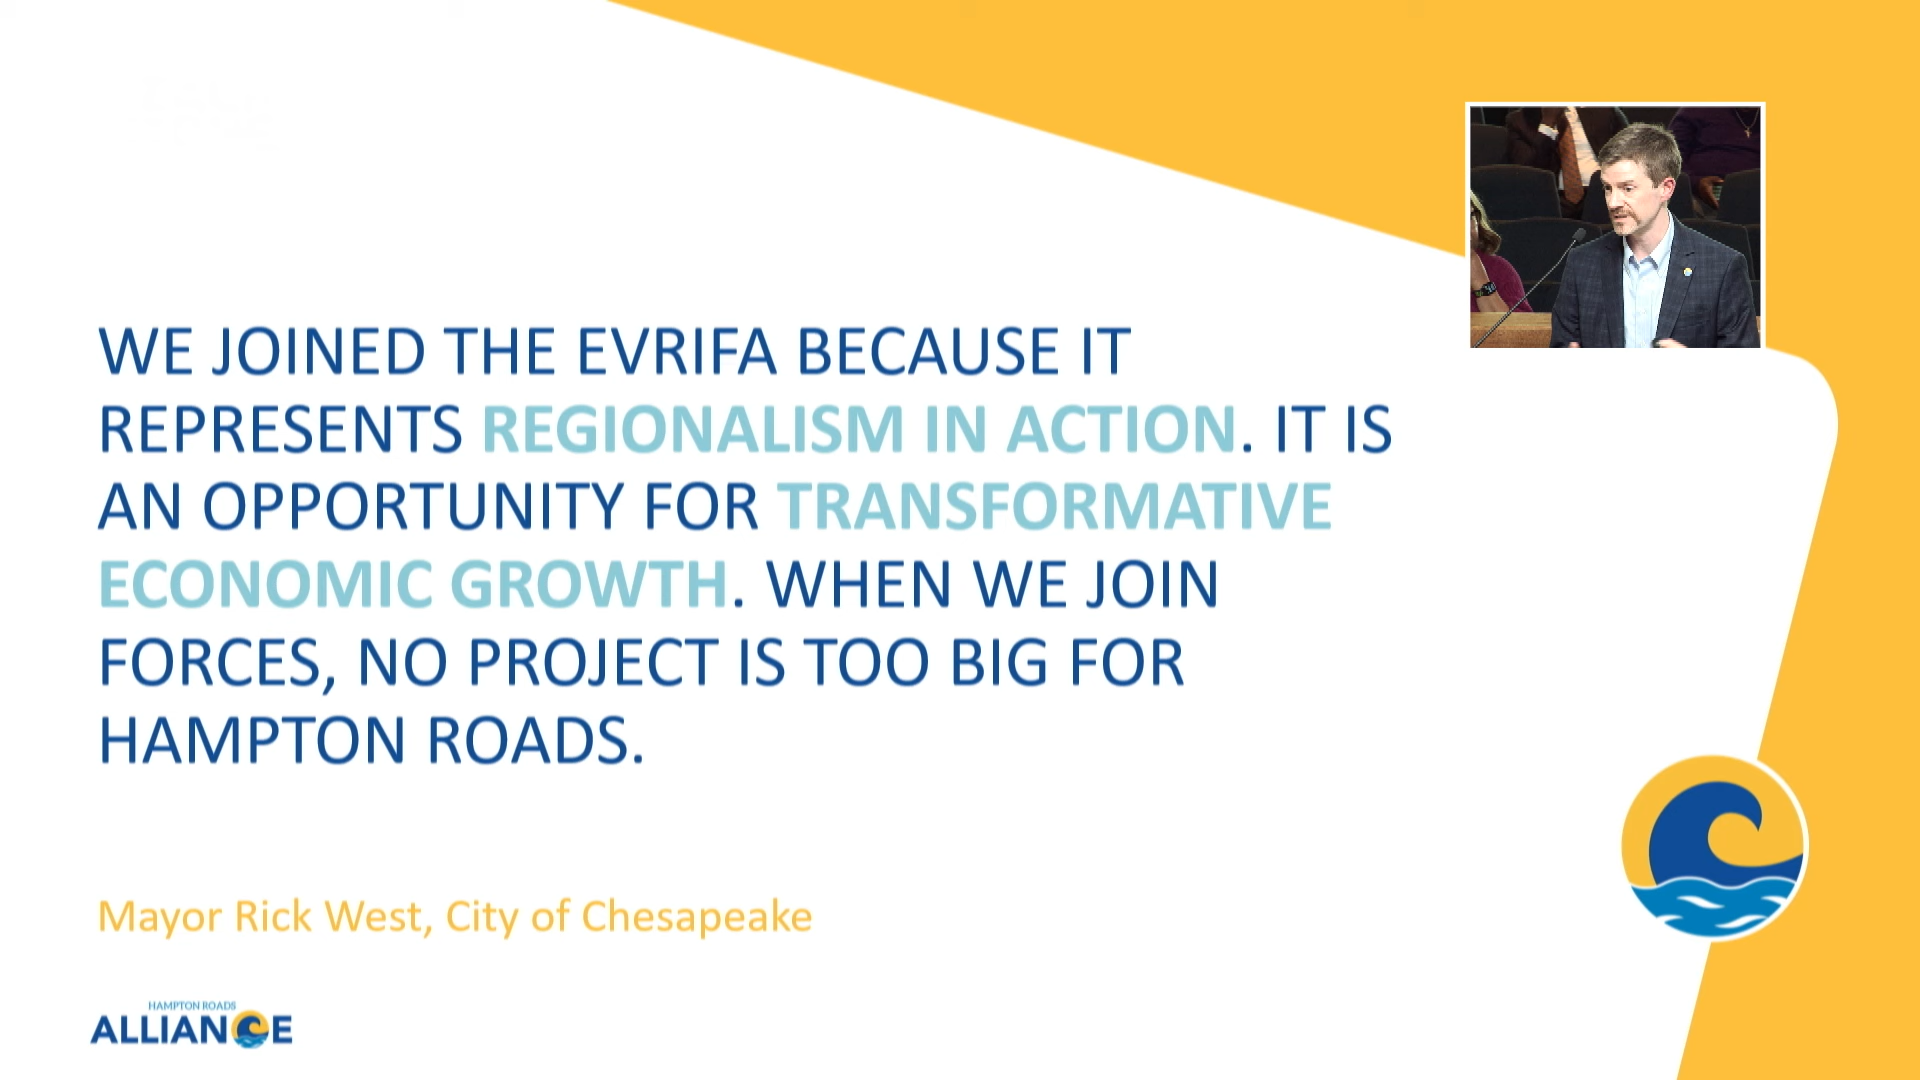 WE JOINED THE EVRIFA BECAUSE IT
REPRESENTS REGIONALISM IN ACTION. IT IS
AN OPPORTUNITY FOR TRANSFORMATIVE
ECONOMIC GROWTH. WHEN WE JOIN
FORCES, NO PROJECT IS TOO BIG FOR
HAMPTON ROADS.
Mayor Rick West, City of Chesapeake
HAMPTON ROADS
ALLIANCE